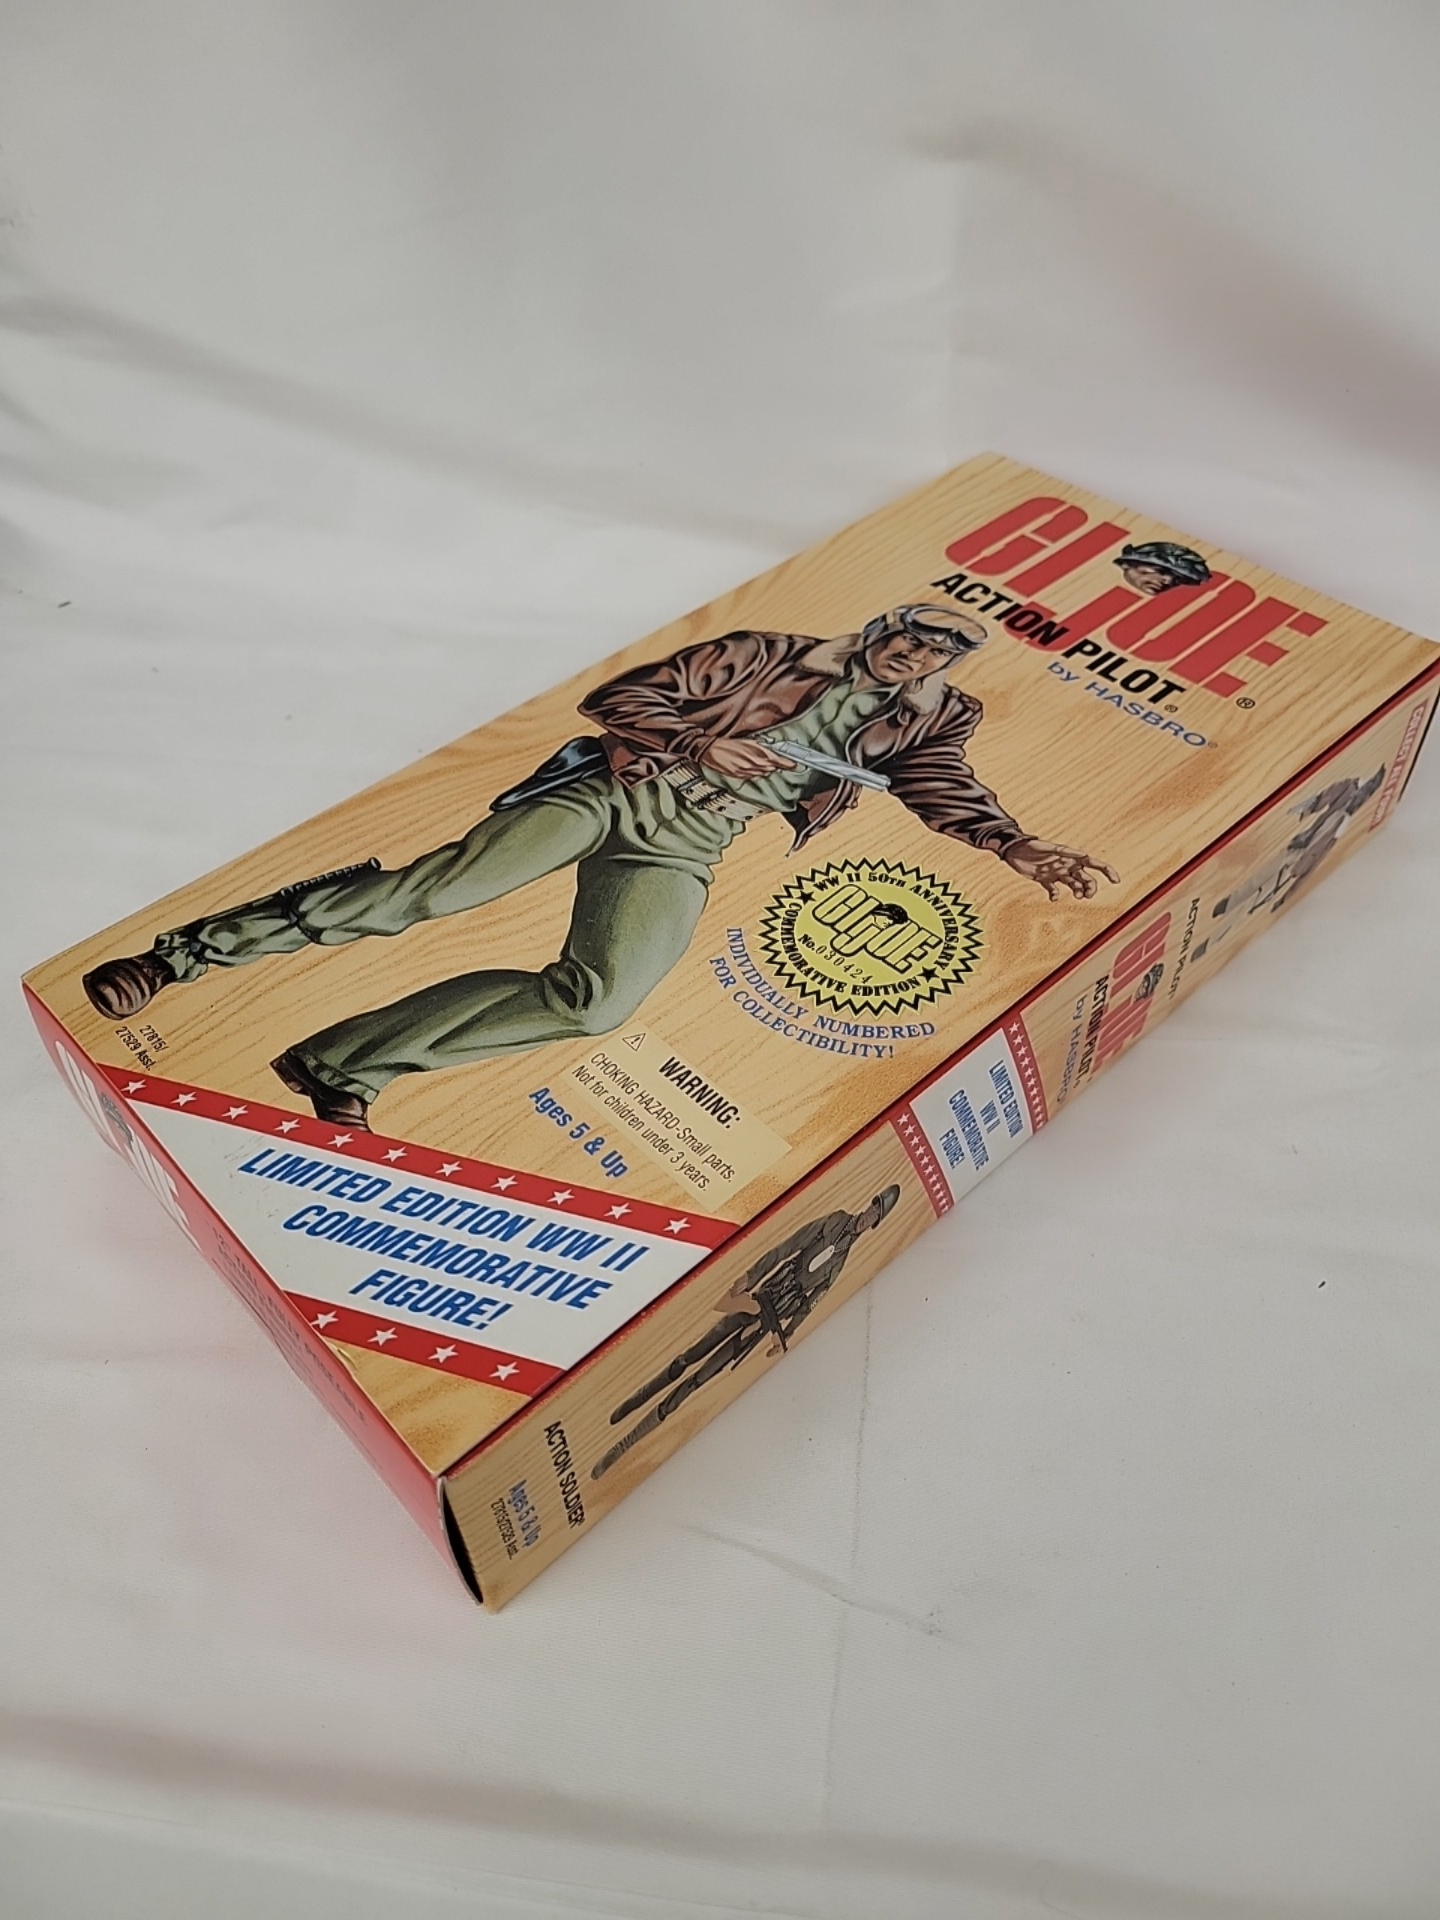 GI JOE®
ACTION PILOT®
by HASBRO®
WW II 50TH ANNIVERSARY
GI JOE
No. 030424
COMMEMORATIVE EDITION
INDIVIDUALLY NUMBERED
FOR COLLECTIBILITY!
27815/
27529 Asst.
WARNING:
CHOKING HAZARD-Small parts.
Not for children under 3 years.
Ages 5 & Up
LIMITED EDITION WW II
COMMEMORATIVE
FIGURE!
ACTION PILOT
GI JOE
ACTION PILOT
by HASBRO
LIMITED EDITION
WW II
COMMEMORATIVE
FIGURE!
ACTION SOLDIER
Ages 5 & Up
27815/27529 Asst.